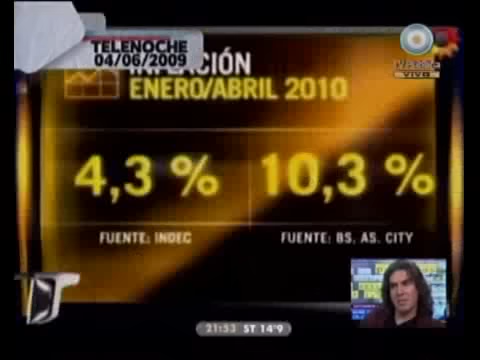 TELENOCHE
04/06/2009
INFLACIÓN
ENERO/ABRIL 2010
4,3 %
10,3 %
FUENTE: INDEC
FUENTE: BS. AS. CITY
VIVO
21:53 ST 14°9